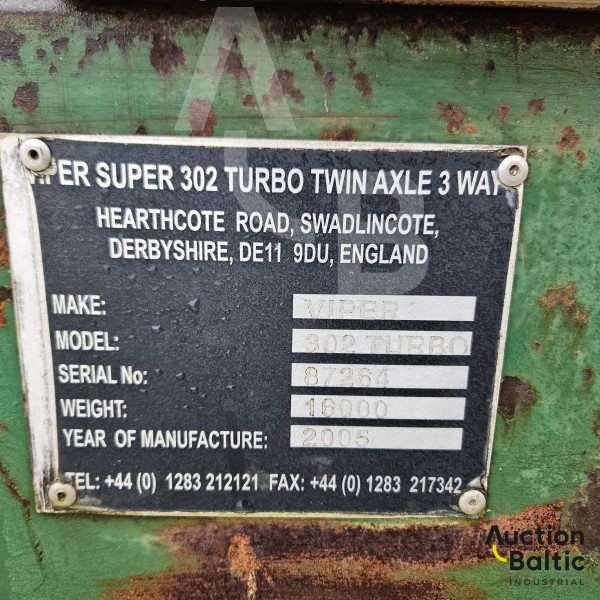 VIPER SUPER 302 TURBO TWIN AXLE 3 WAY
HEARTHCOTE ROAD, SWADLINCOTE,
DERBYSHIRE, DE11 9DU, ENGLAND
MAKE: VIPER
MODEL: 302 TURBO
SERIAL No: 87264
WEIGHT: 16000
YEAR OF MANUFACTURE: 2005
TEL: +44 (0) 1283 212121 FAX: +44 (0) 1283 217342
Auction
Baltic
INDUSTRIAL